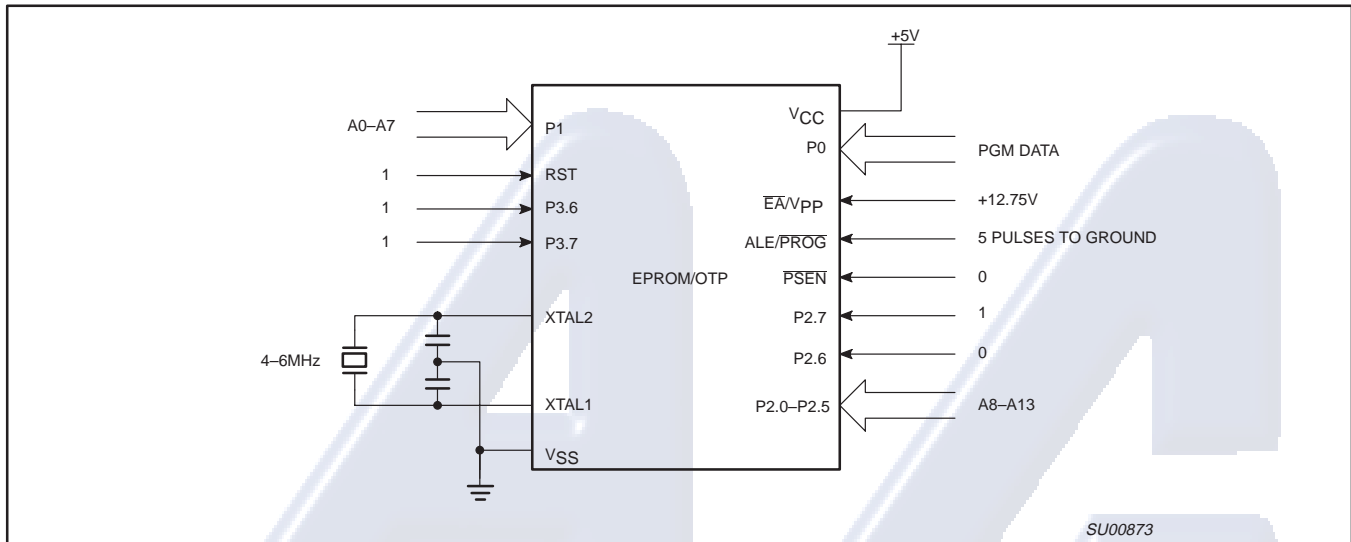 +5V
VCC
A0–A7
P1
P0
PGM DATA
1
RST
EA/VPP
+12.75V
1
P3.6
ALE/PROG
5 PULSES TO GROUND
1
P3.7
EPROM/OTP
PSEN
0
XTAL2
P2.7
1
4–6MHz
P2.6
0
XTAL1
P2.0–P2.5
A8–A13
VSS
SU00873